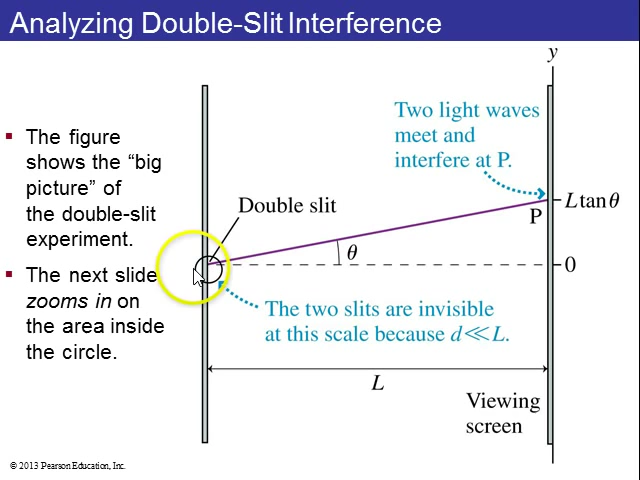 Analyzing Double-Slit Interference
▪ The figure
shows the “big
picture” of
the double-slit
experiment.
▪ The next slide
zooms in on
the area inside
the circle.
y
Two light waves
meet and
interfere at P.
Double slit
P
L tan θ
θ
0
The two slits are invisible
at this scale because d ≪ L.
L
Viewing
screen
© 2013 Pearson Education, Inc.